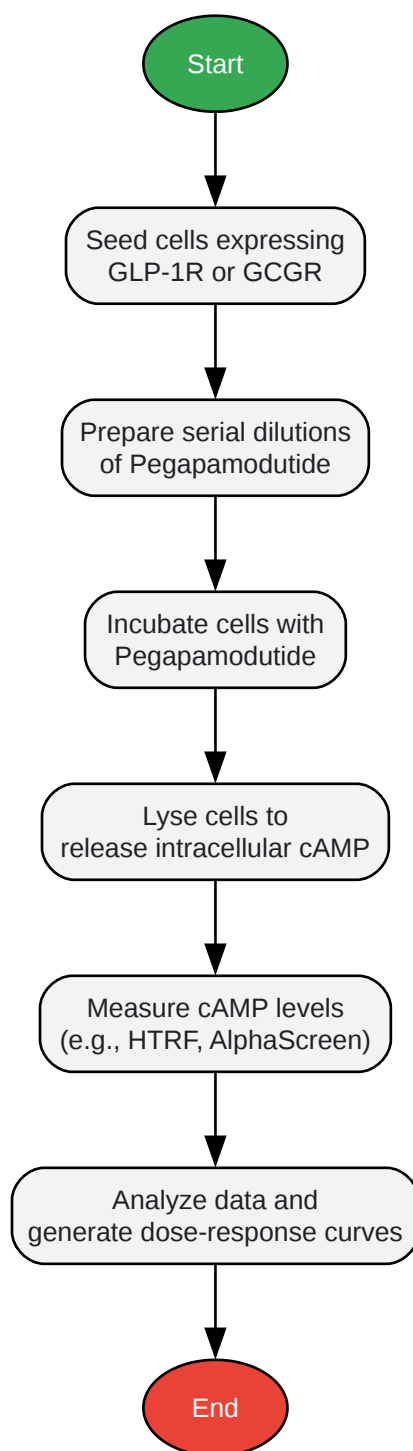 Start
Seed cells expressing
GLP-1R or GCGR
Prepare serial dilutions
of Pegapamodutide
Incubate cells with
Pegapamodutide
Lyse cells to
release intracellular cAMP
Measure cAMP levels
(e.g., HTRF, AlphaScreen)
Analyze data and
generate dose-response curves
End